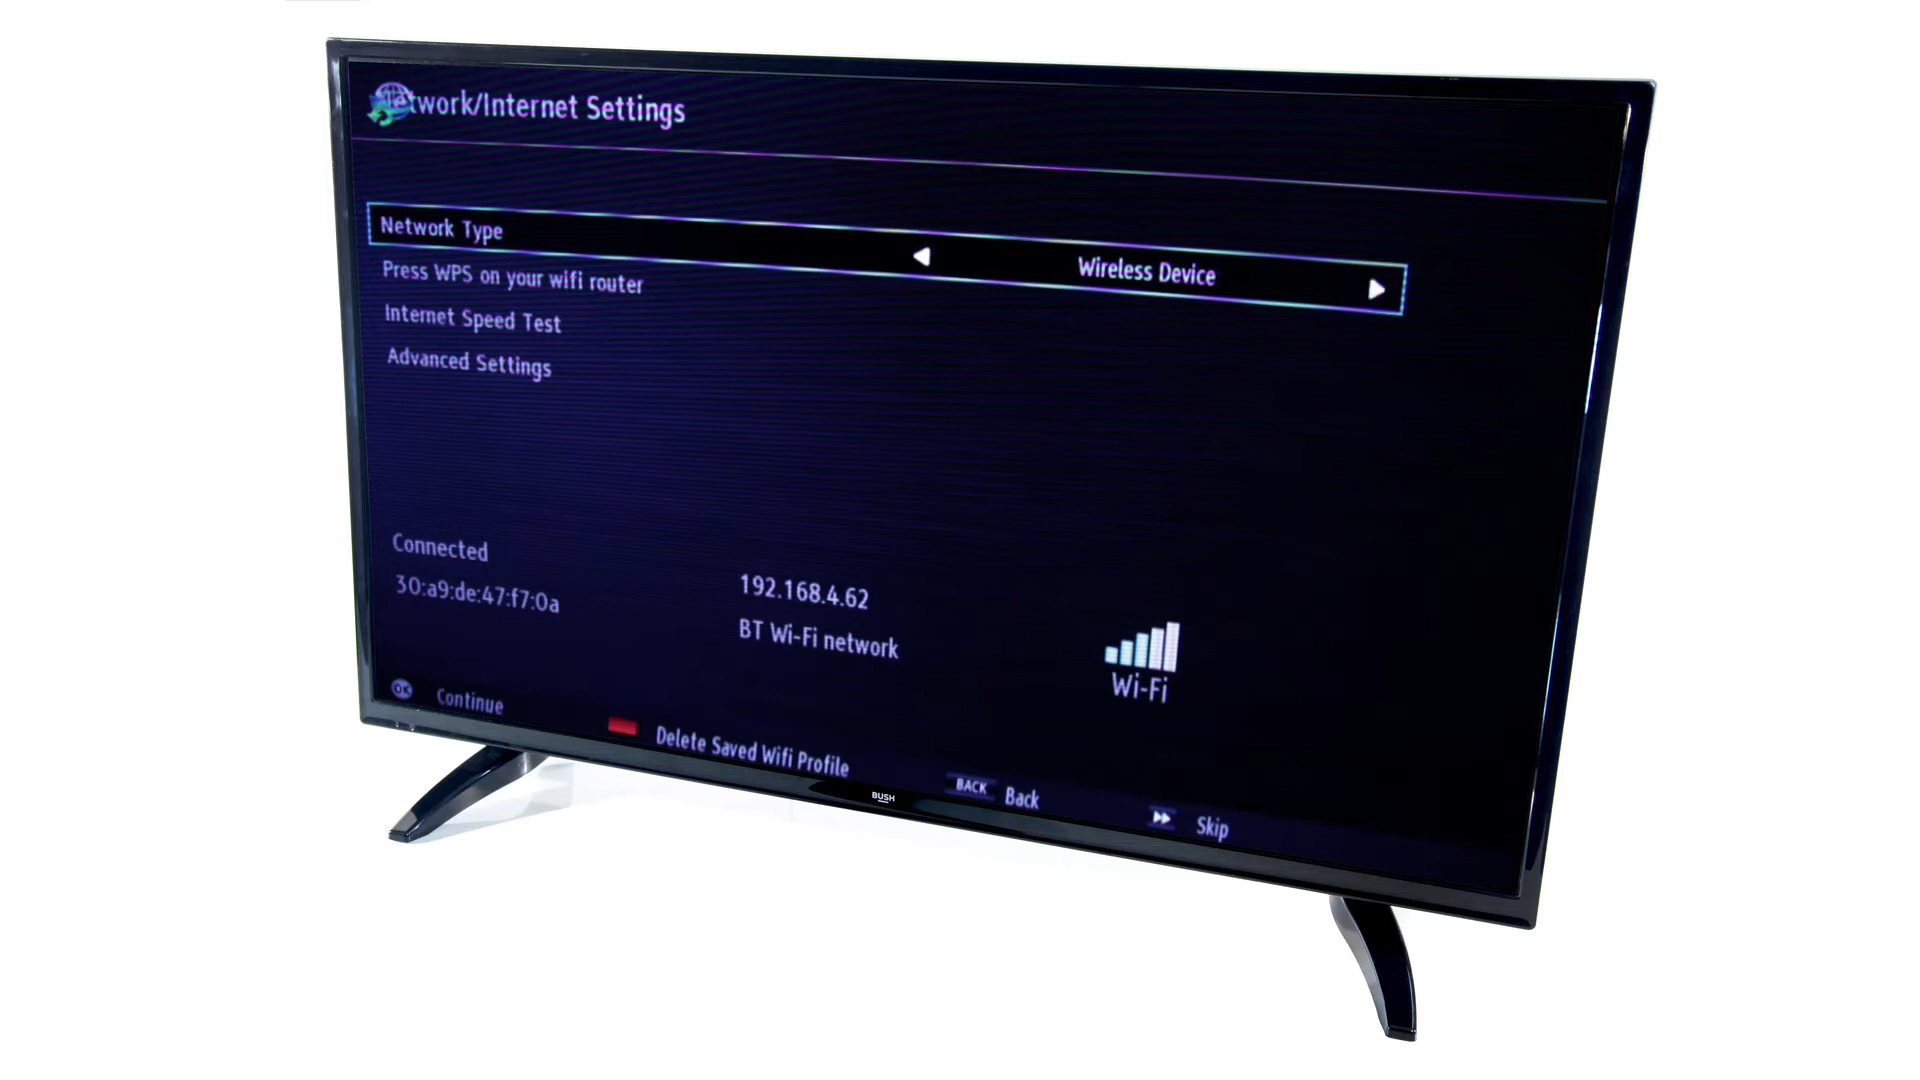 Network/Internet Settings
Network Type
Wireless Device
Press WPS on your wifi router
Internet Speed Test
Advanced Settings
Connected
30:a9:de:47:f7:0a
192.168.4.62
BT Wi-Fi network
Wi-Fi
OK Continue
Delete Saved Wifi Profile
BACK Back
Skip
BUSH